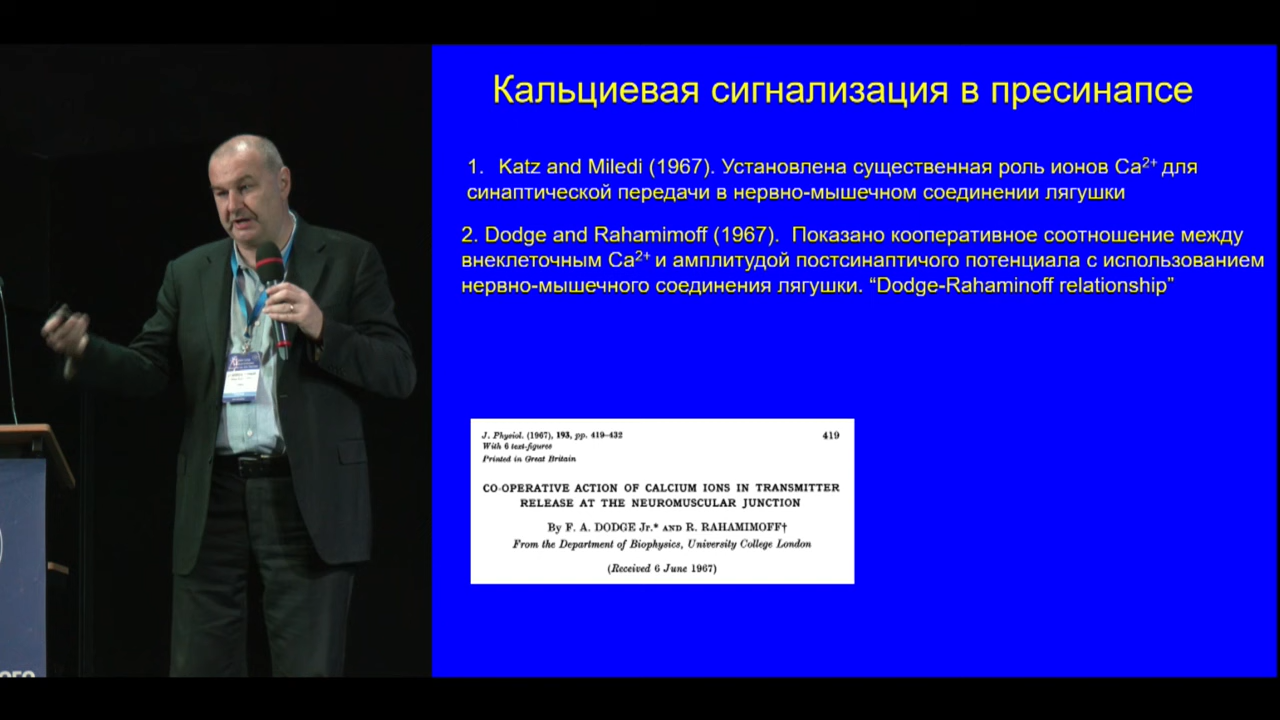 Кальциевая сигнализация в пресинапсе
1. Katz and Miledi (1967). Установлена существенная роль ионов Ca²⁺ для
синаптической передачи в нервно-мышечном соединении лягушки
2. Dodge and Rahamimoff (1967). Показано кооперативное соотношение между
внеклеточным Ca²⁺ и амплитудой постсинаптичого потенциала с использованием
нервно-мышечного соединения лягушки. “Dodge-Rahaminoff relationship”
J. Physiol. (1967), 193, pp. 419–432
419
With 6 text-figures
Printed in Great Britain
CO-OPERATIVE ACTION OF CALCIUM IONS IN TRANSMITTER
RELEASE AT THE NEUROMUSCULAR JUNCTION
By F. A. DODGE Jr.* AND R. RAHAMIMOFF†
From the Department of Biophysics, University College London
(Received 6 June 1967)